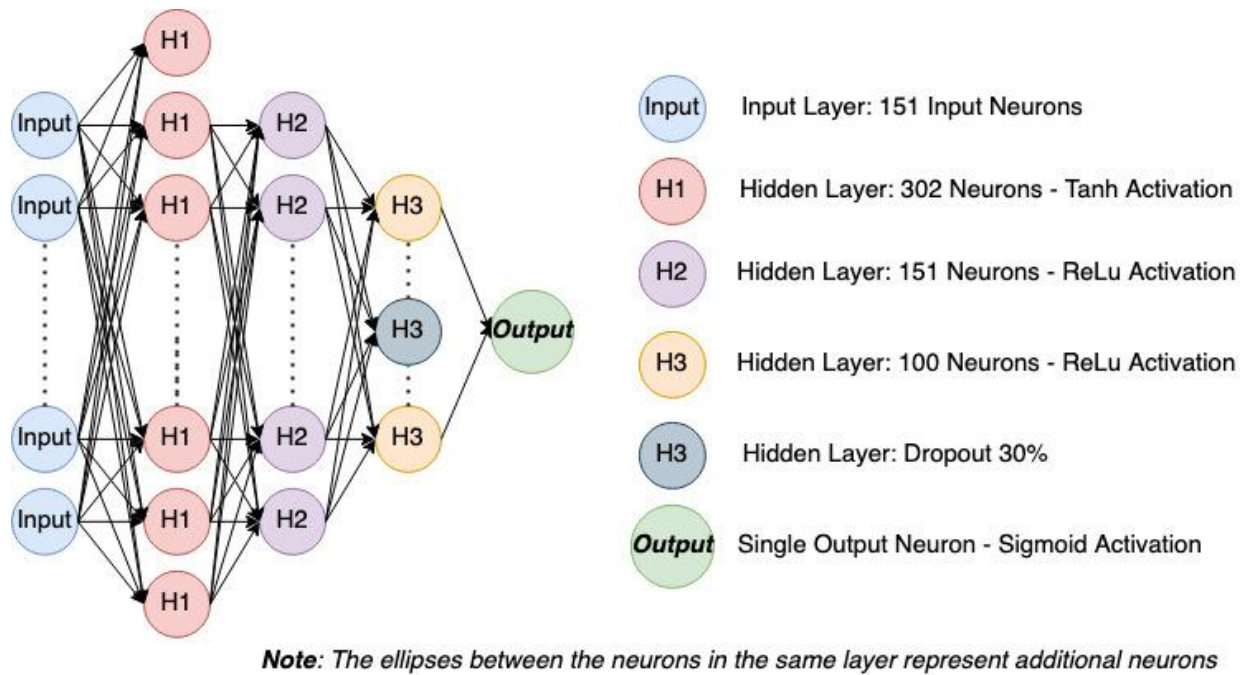 H1
Input H1 H2
Input H1 H2 H3
H3 Output
Input H1 H2 H3
Input H1 H2
H1
Input Input Layer: 151 Input Neurons
H1 Hidden Layer: 302 Neurons - Tanh Activation
H2 Hidden Layer: 151 Neurons - ReLu Activation
H3 Hidden Layer: 100 Neurons - ReLu Activation
H3 Hidden Layer: Dropout 30%
Output Single Output Neuron - Sigmoid Activation
Note: The ellipses between the neurons in the same layer represent additional neurons